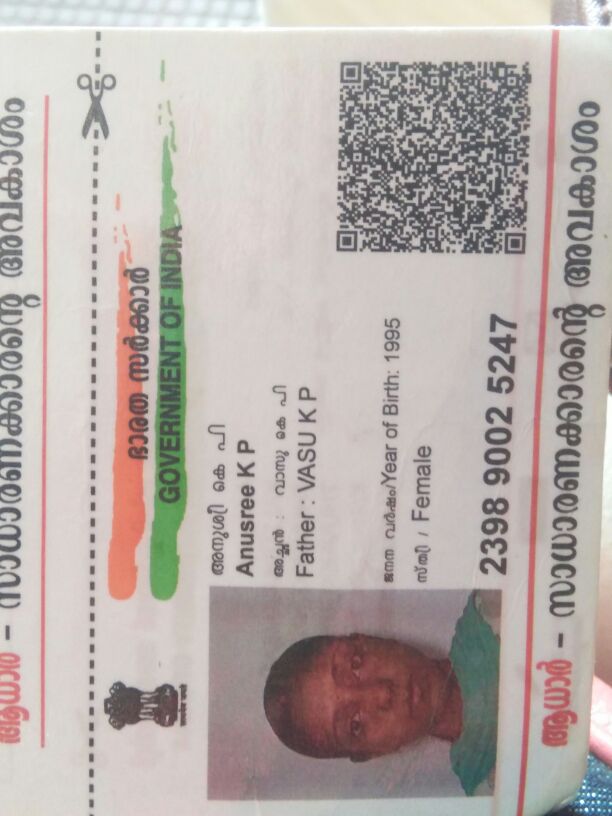 ആധാർ – സാധാരണക്കാരന്റെ അവകാശം
ഭാരത സർക്കാർ
GOVERNMENT OF INDIA
അനുശ്രീ കെ പി
Anusree K P
അച്ഛൻ : വാസു കെ പി
Father : VASU K P
ജനന വർഷം/Year of Birth: 1995
സ്ത്രീ / Female
2398 9002 5247
ആധാർ – സാധാരണക്കാരന്റെ അവകാശം